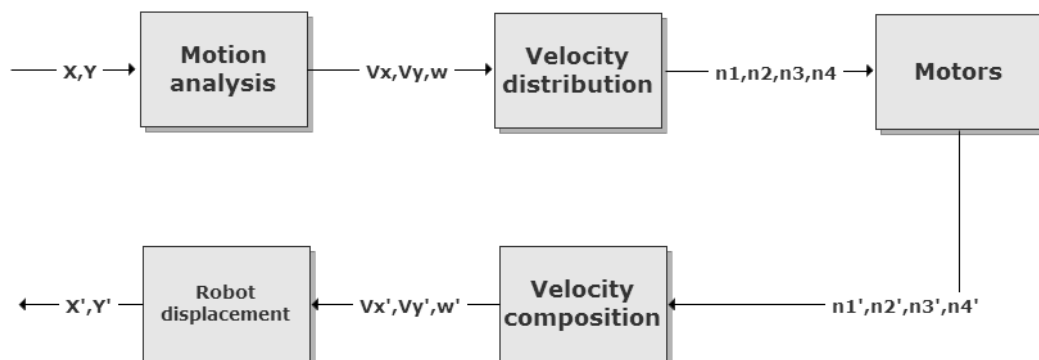 X,Y
Motion
analysis
Vx,Vy,w
Velocity
distribution
n1,n2,n3,n4
Motors
X',Y'
Robot
displacement
Vx',Vy',w'
Velocity
composition
n1',n2',n3',n4'